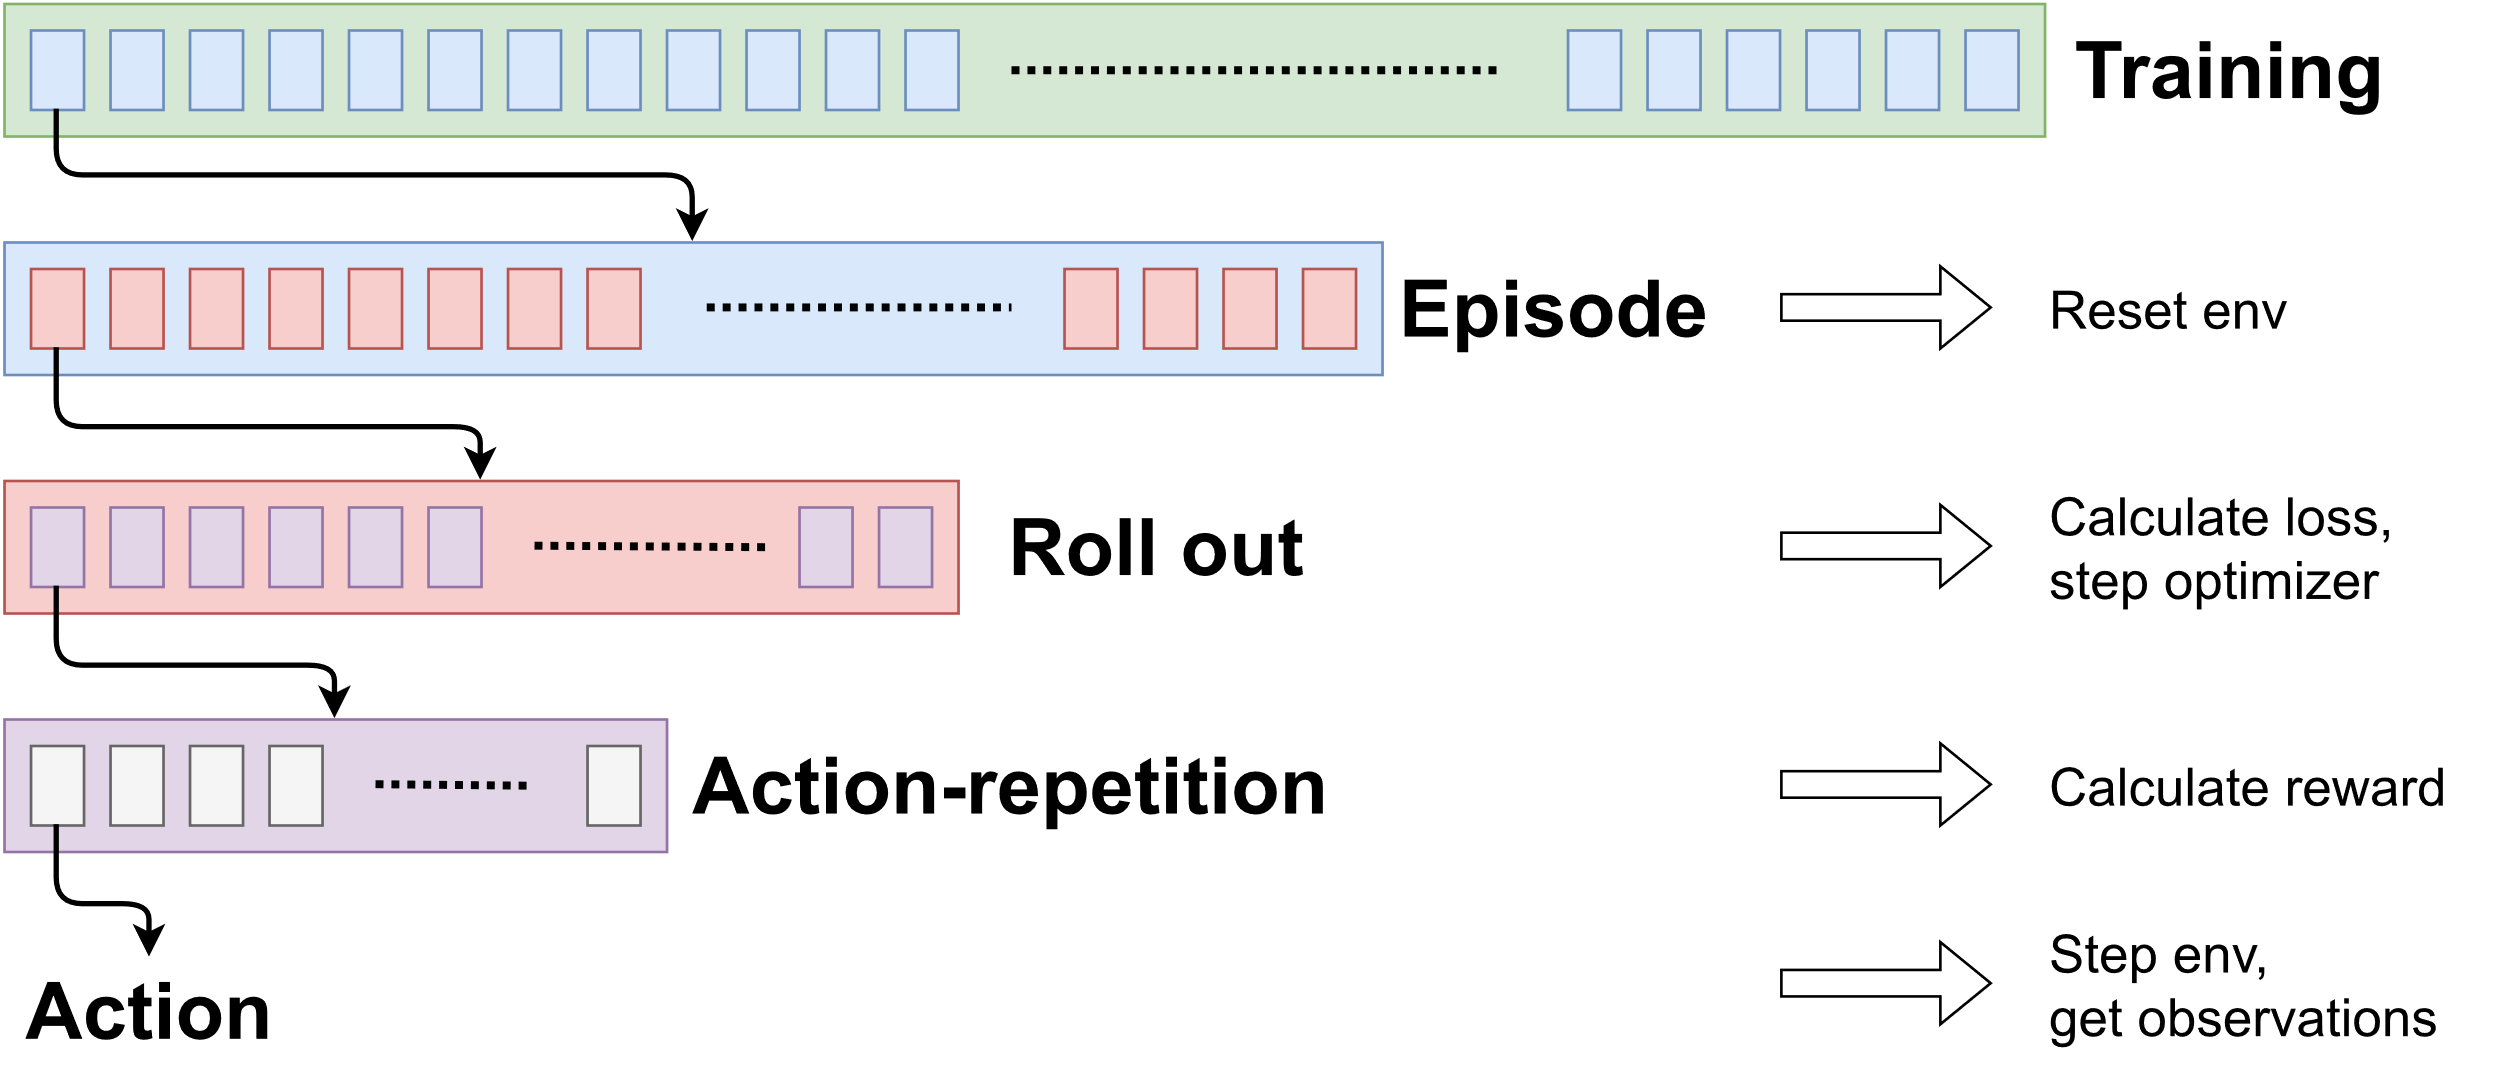 Training
Episode
Reset env
Roll out
Calculate loss,
step optimizer
Action-repetition
Calculate reward
Action
Step env,
get observations